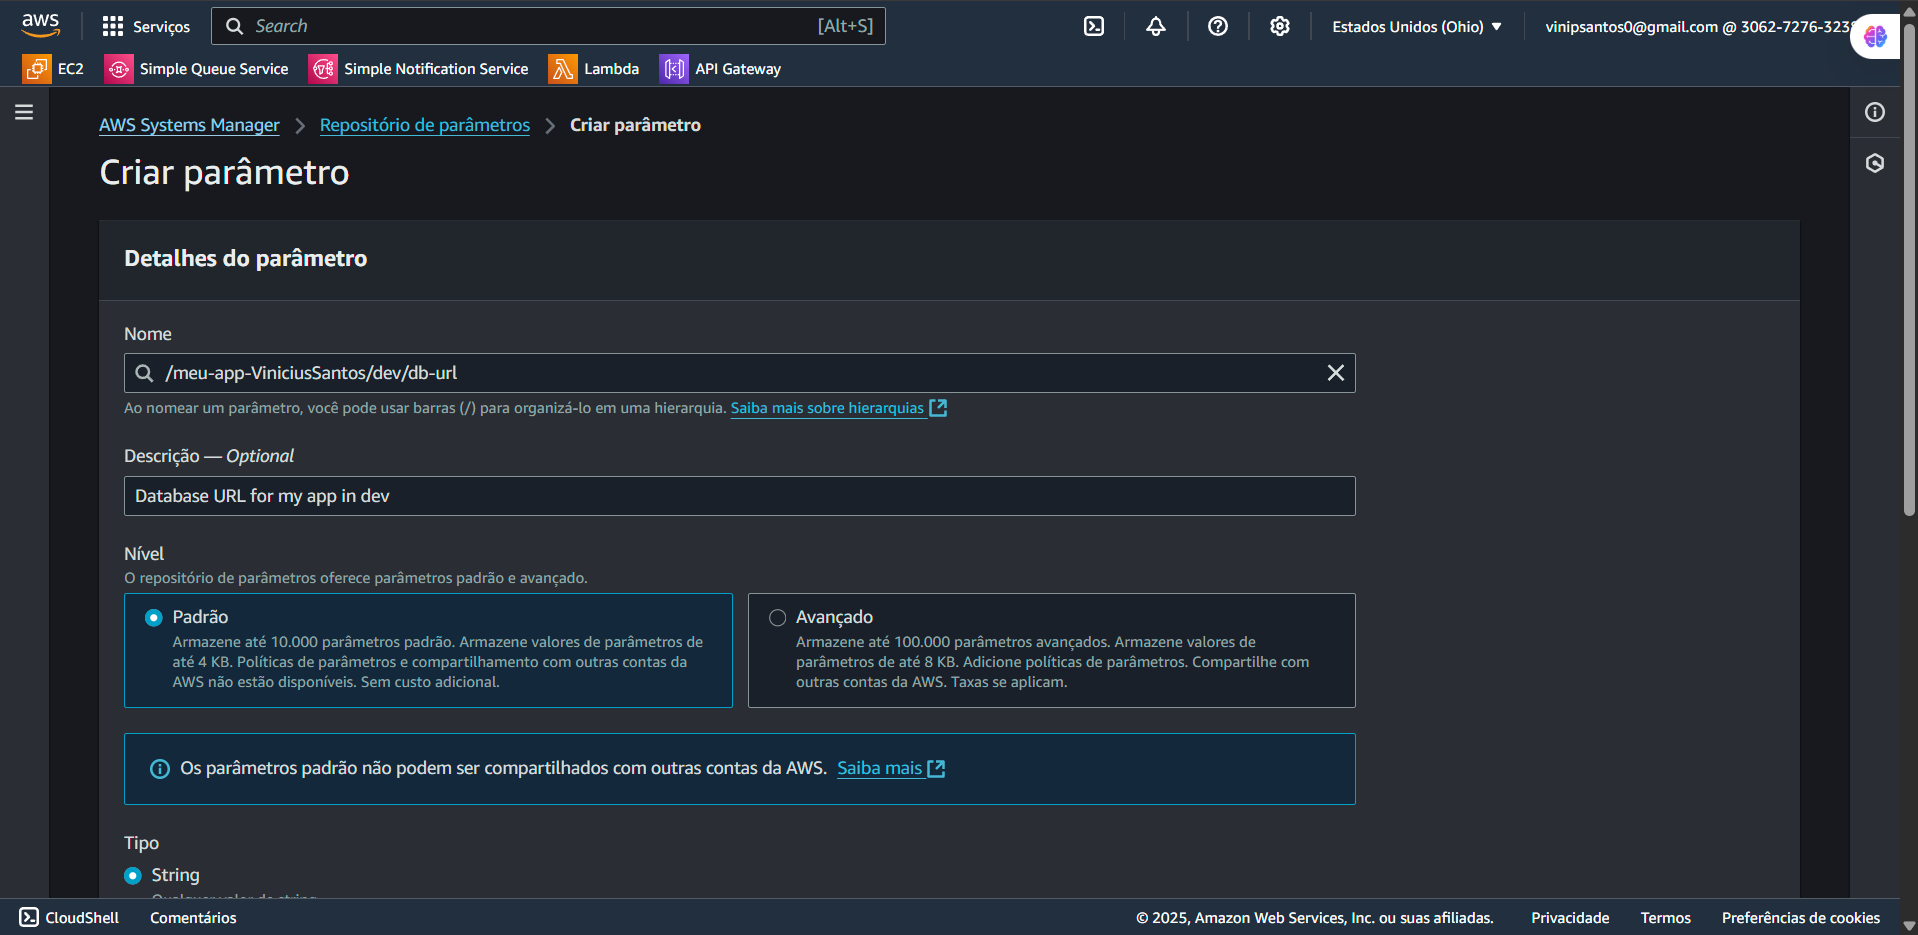 aws
Serviços
Search
[Alt+S]
Estados Unidos (Ohio)
vinipsantos0@gmail.com @ 3062-7276-323
EC2
Simple Queue Service
Simple Notification Service
Lambda
API Gateway
AWS Systems Manager
Repositório de parâmetros
Criar parâmetro
Criar parâmetro
Detalhes do parâmetro
Nome
/meu-app-ViniciusSantos/dev/db-url
Ao nomear um parâmetro, você pode usar barras (/) para organizá-lo em uma hierarquia. Saiba mais sobre hierarquias
Descrição — Optional
Database URL for my app in dev
Nível
O repositório de parâmetros oferece parâmetros padrão e avançado.
Padrão
Armazene até 10.000 parâmetros padrão. Armazene valores de parâmetros de
até 4 KB. Políticas de parâmetros e compartilhamento com outras contas da
AWS não estão disponíveis. Sem custo adicional.
Avançado
Armazene até 100.000 parâmetros avançados. Armazene valores de
parâmetros de até 8 KB. Adicione políticas de parâmetros. Compartilhe com
outras contas da AWS. Taxas se aplicam.
Os parâmetros padrão não podem ser compartilhados com outras contas da AWS. Saiba mais
Tipo
String
Qualquer valor de string
CloudShell
Comentários
© 2025, Amazon Web Services, Inc. ou suas afiliadas.
Privacidade
Termos
Preferências de cookies